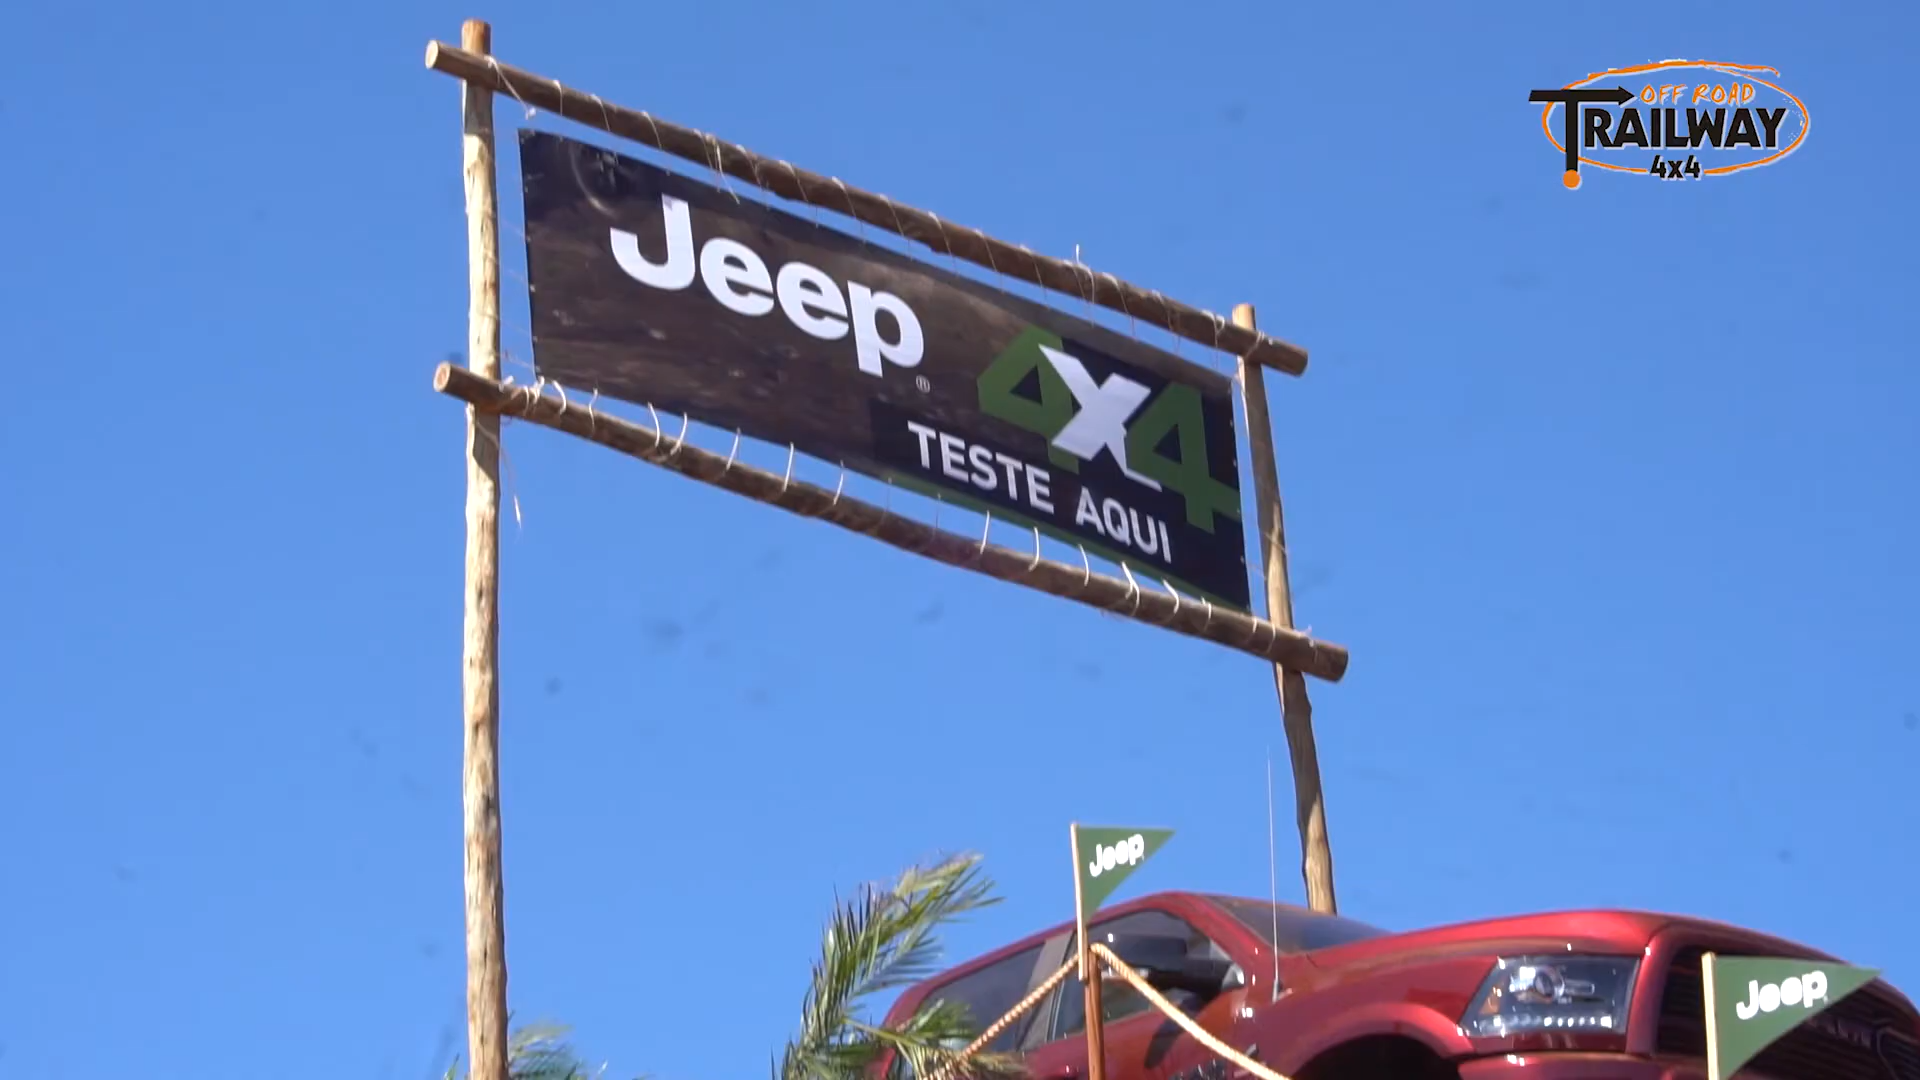 OFF ROAD
TRAILWAY
4x4
Jeep®
4x4
TESTE AQUI
Jeep
Jeep